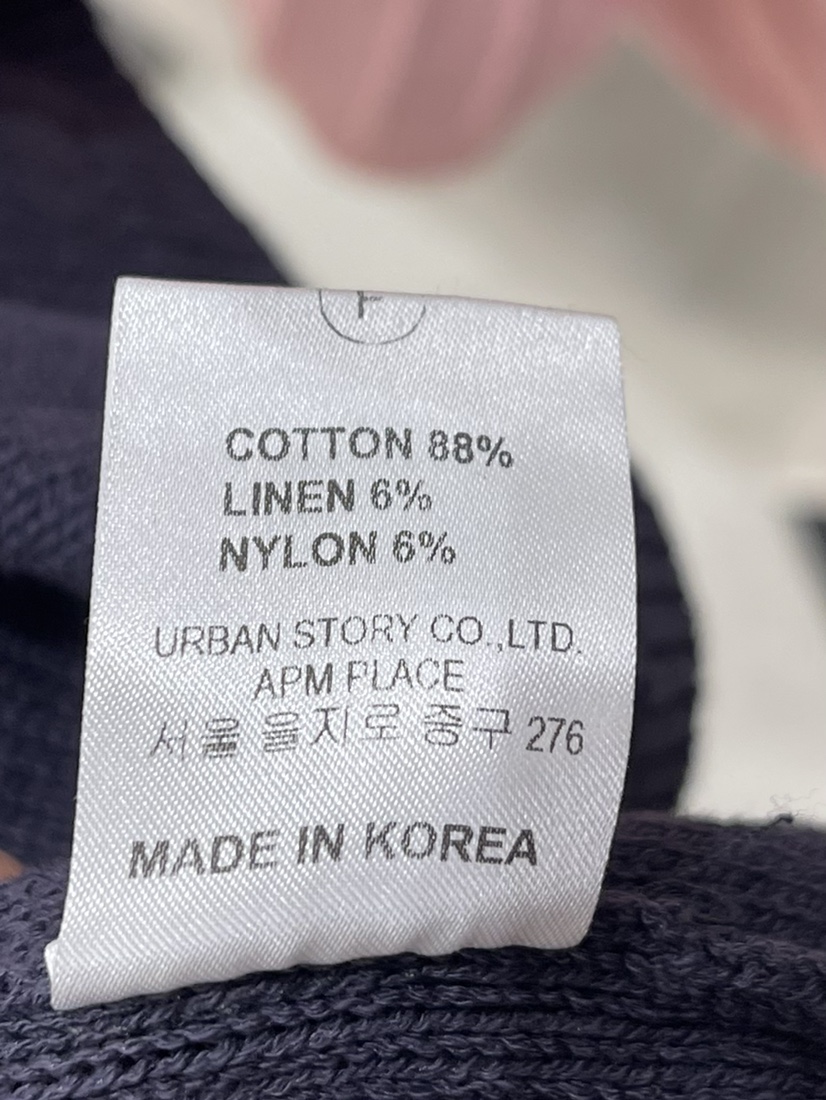 F
COTTON 88%
LINEN 6%
NYLON 6%
URBAN STORY CO.,LTD.
APM PLACE
서울 을지로 중구 276
MADE IN KOREA